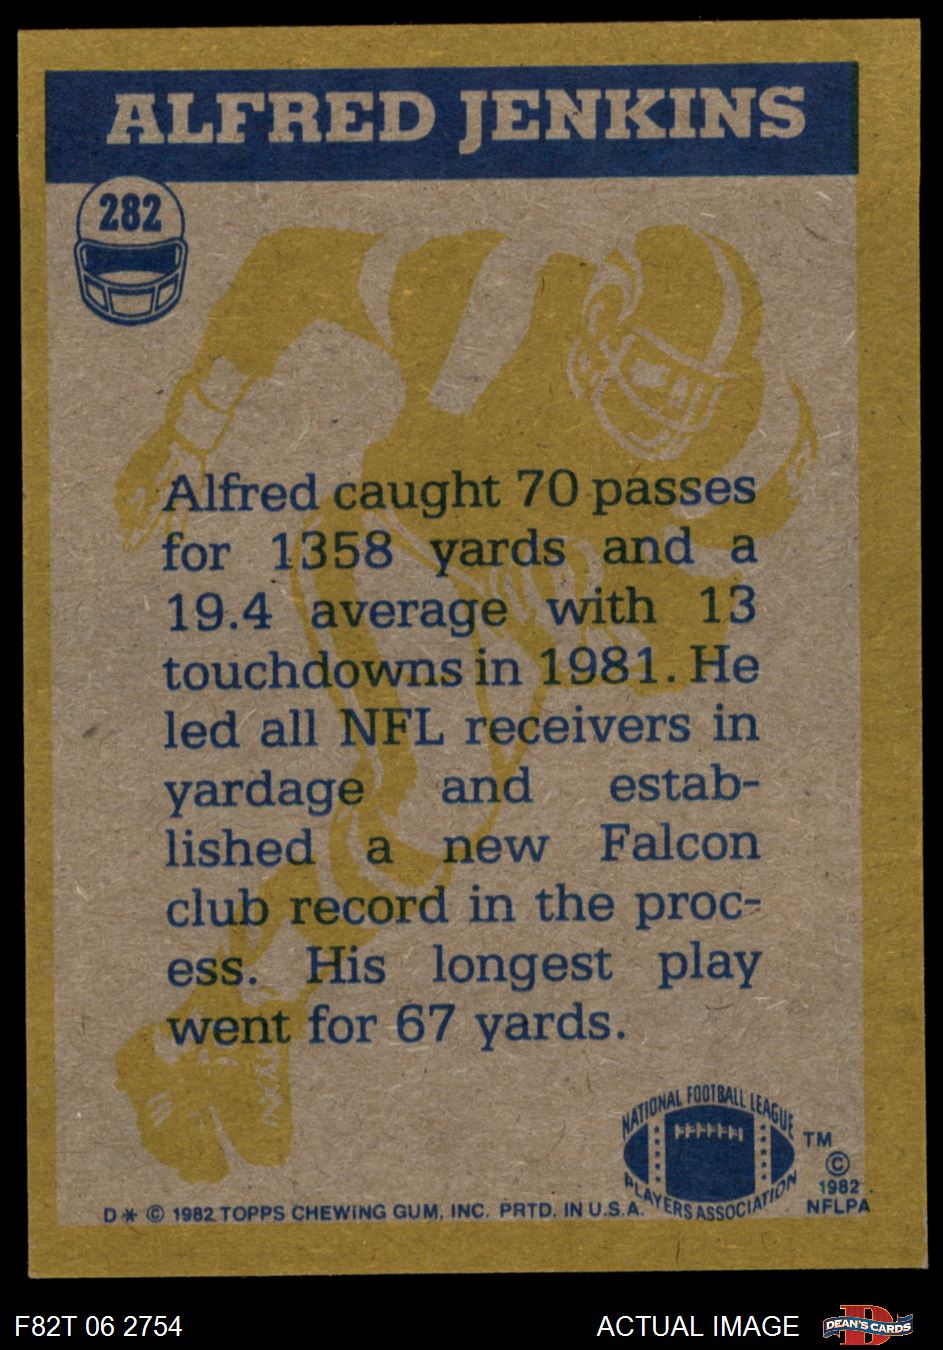 ALFRED JENKINS
282
Alfred caught 70 passes
for 1358 yards and a
19.4 average with 13
touchdowns in 1981. He
led all NFL receivers in
yardage and estab-
lished a new Falcon
club record in the proc-
ess. His longest play
went for 67 yards.
NATIONAL FOOTBALL LEAGUE
PLAYERS ASSOCIATION
TM
©
1982
NFLPA
D * © 1982 TOPPS CHEWING GUM, INC. PRTD. IN U.S.A.
F82T 06 2754
ACTUAL IMAGE
D
DEAN'S CARDS